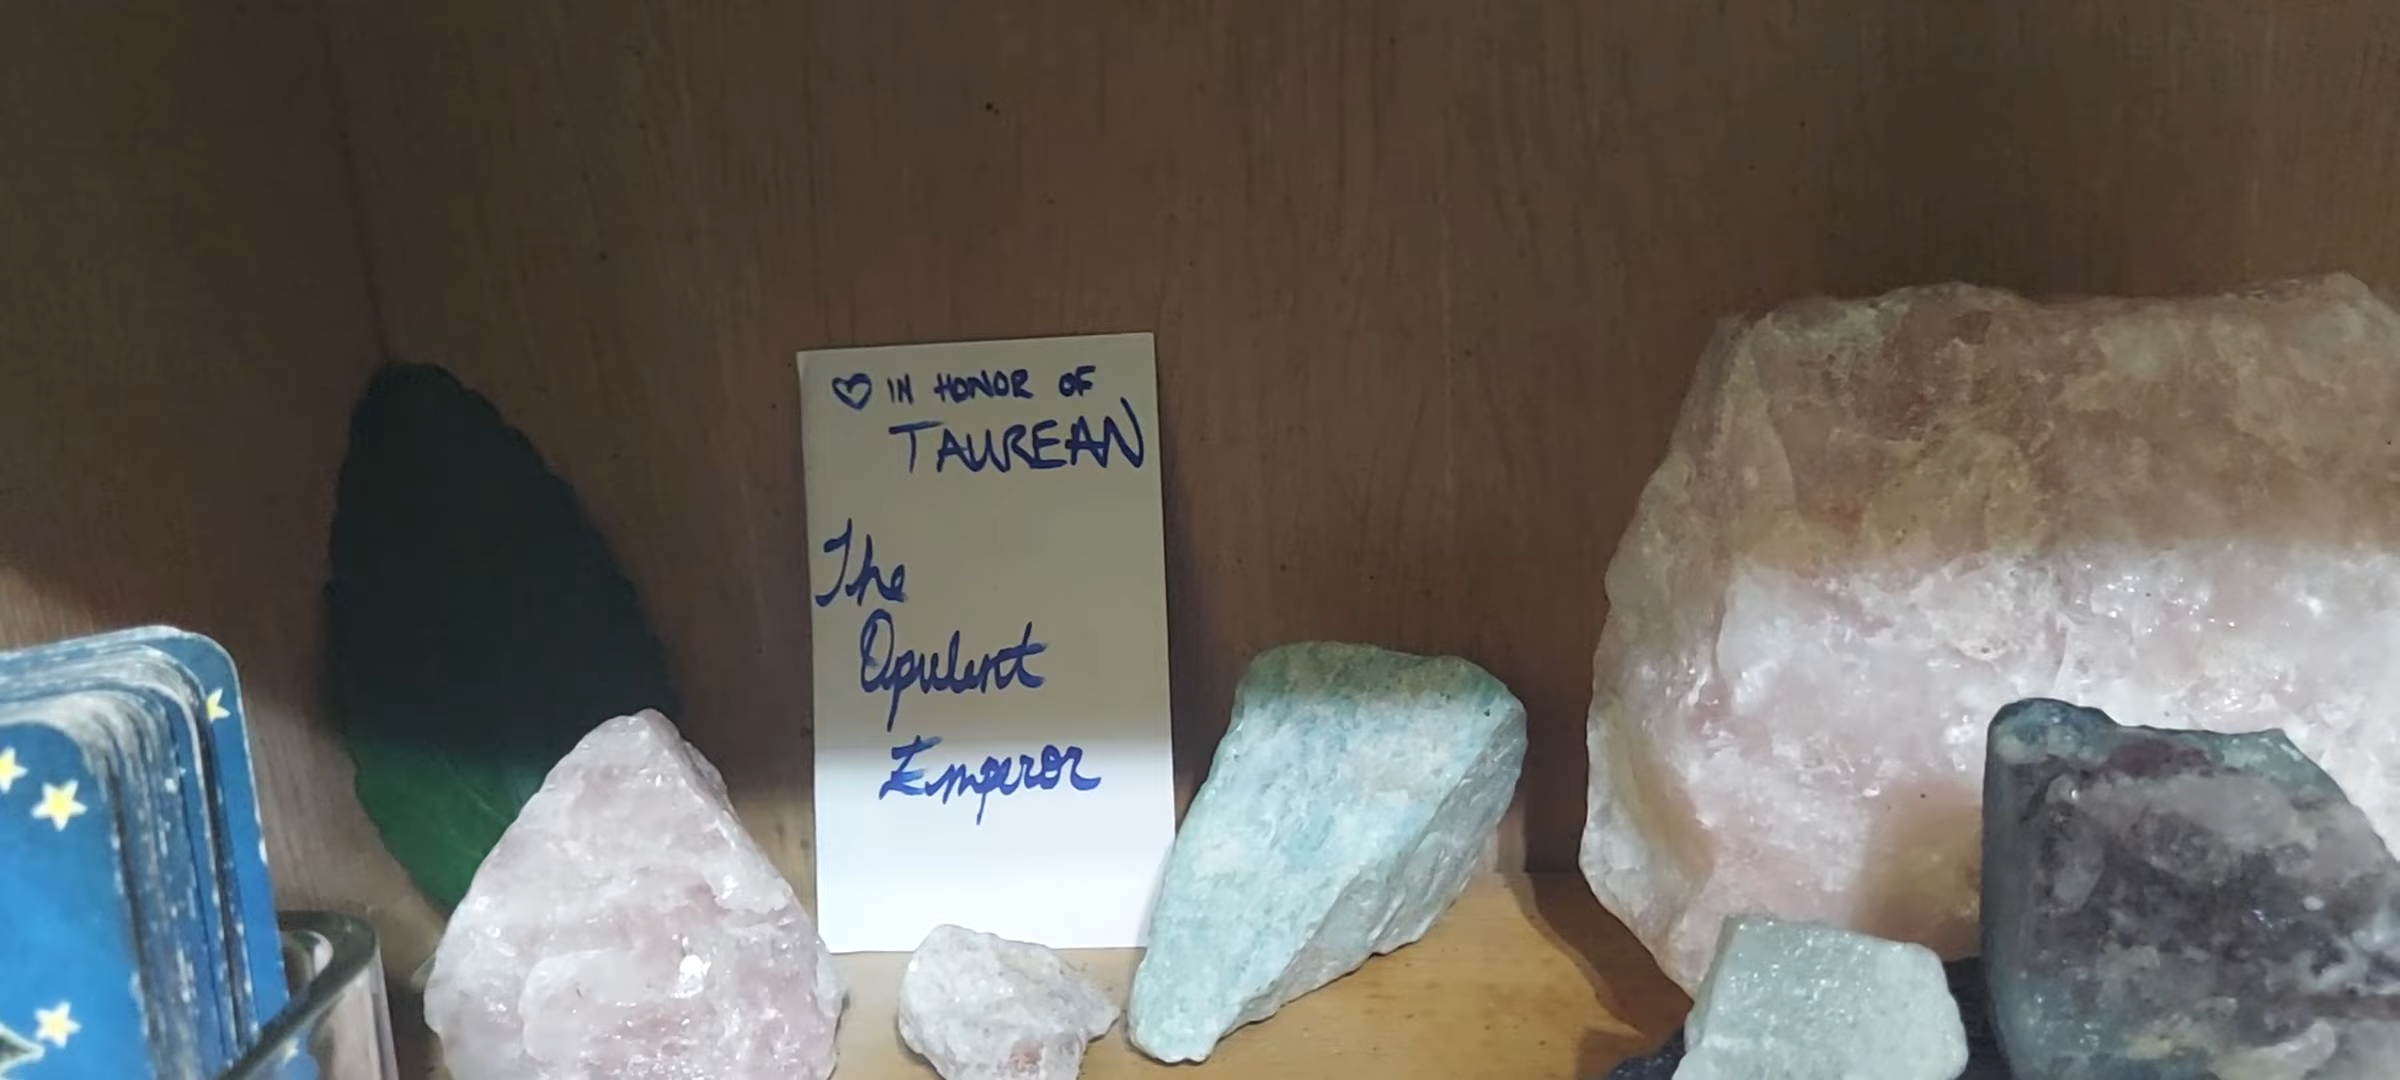 ♡ IN HONOR OF
TAUREAN
The
Opulent
Emperor